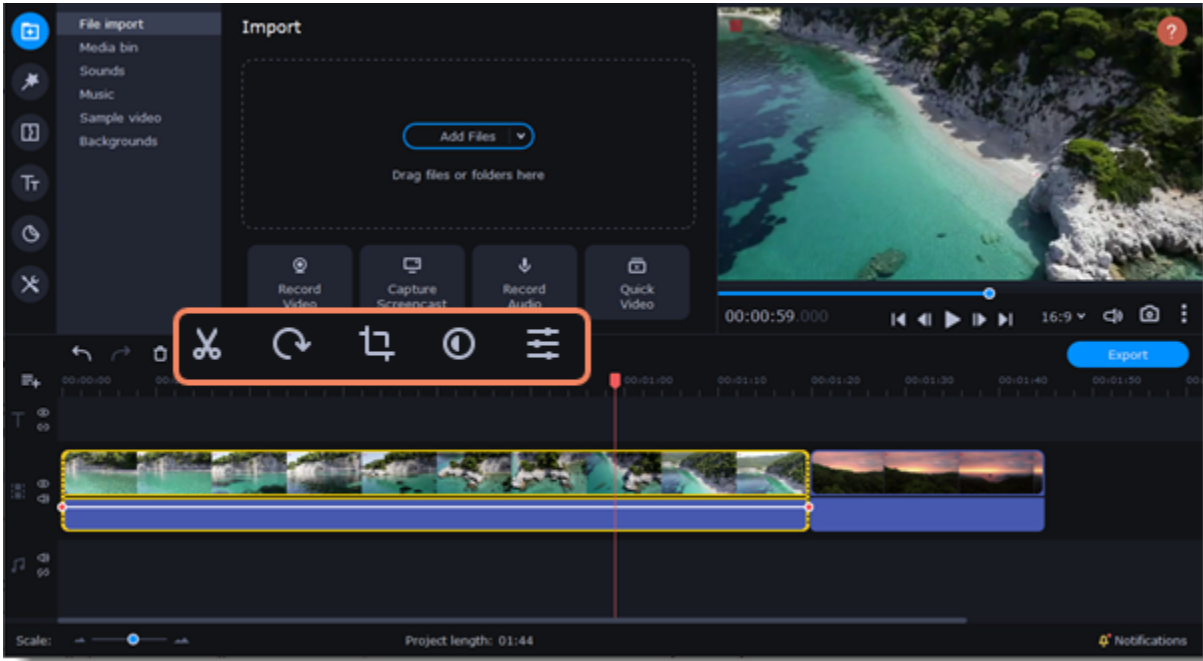 File import
Media bin
Sounds
Music
Sample video
Backgrounds
Import
Add Files
Drag files or folders here
Record
Video
Capture
Screencast
Record
Audio
Quick
Video
?
00:00:59.000
16:9
Export
00:00:00
00:01:00
00:01:10
00:01:20
00:01:30
00:01:40
00:01:50
Scale:
Project length: 01:44
Notifications